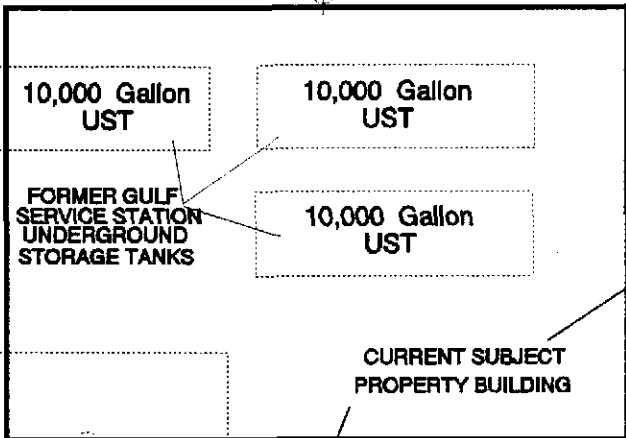 10,000 Gallon
UST
10,000 Gallon
UST
FORMER GULF
SERVICE STATION
UNDERGROUND
STORAGE TANKS
10,000 Gallon
UST
CURRENT SUBJECT
PROPERTY BUILDING